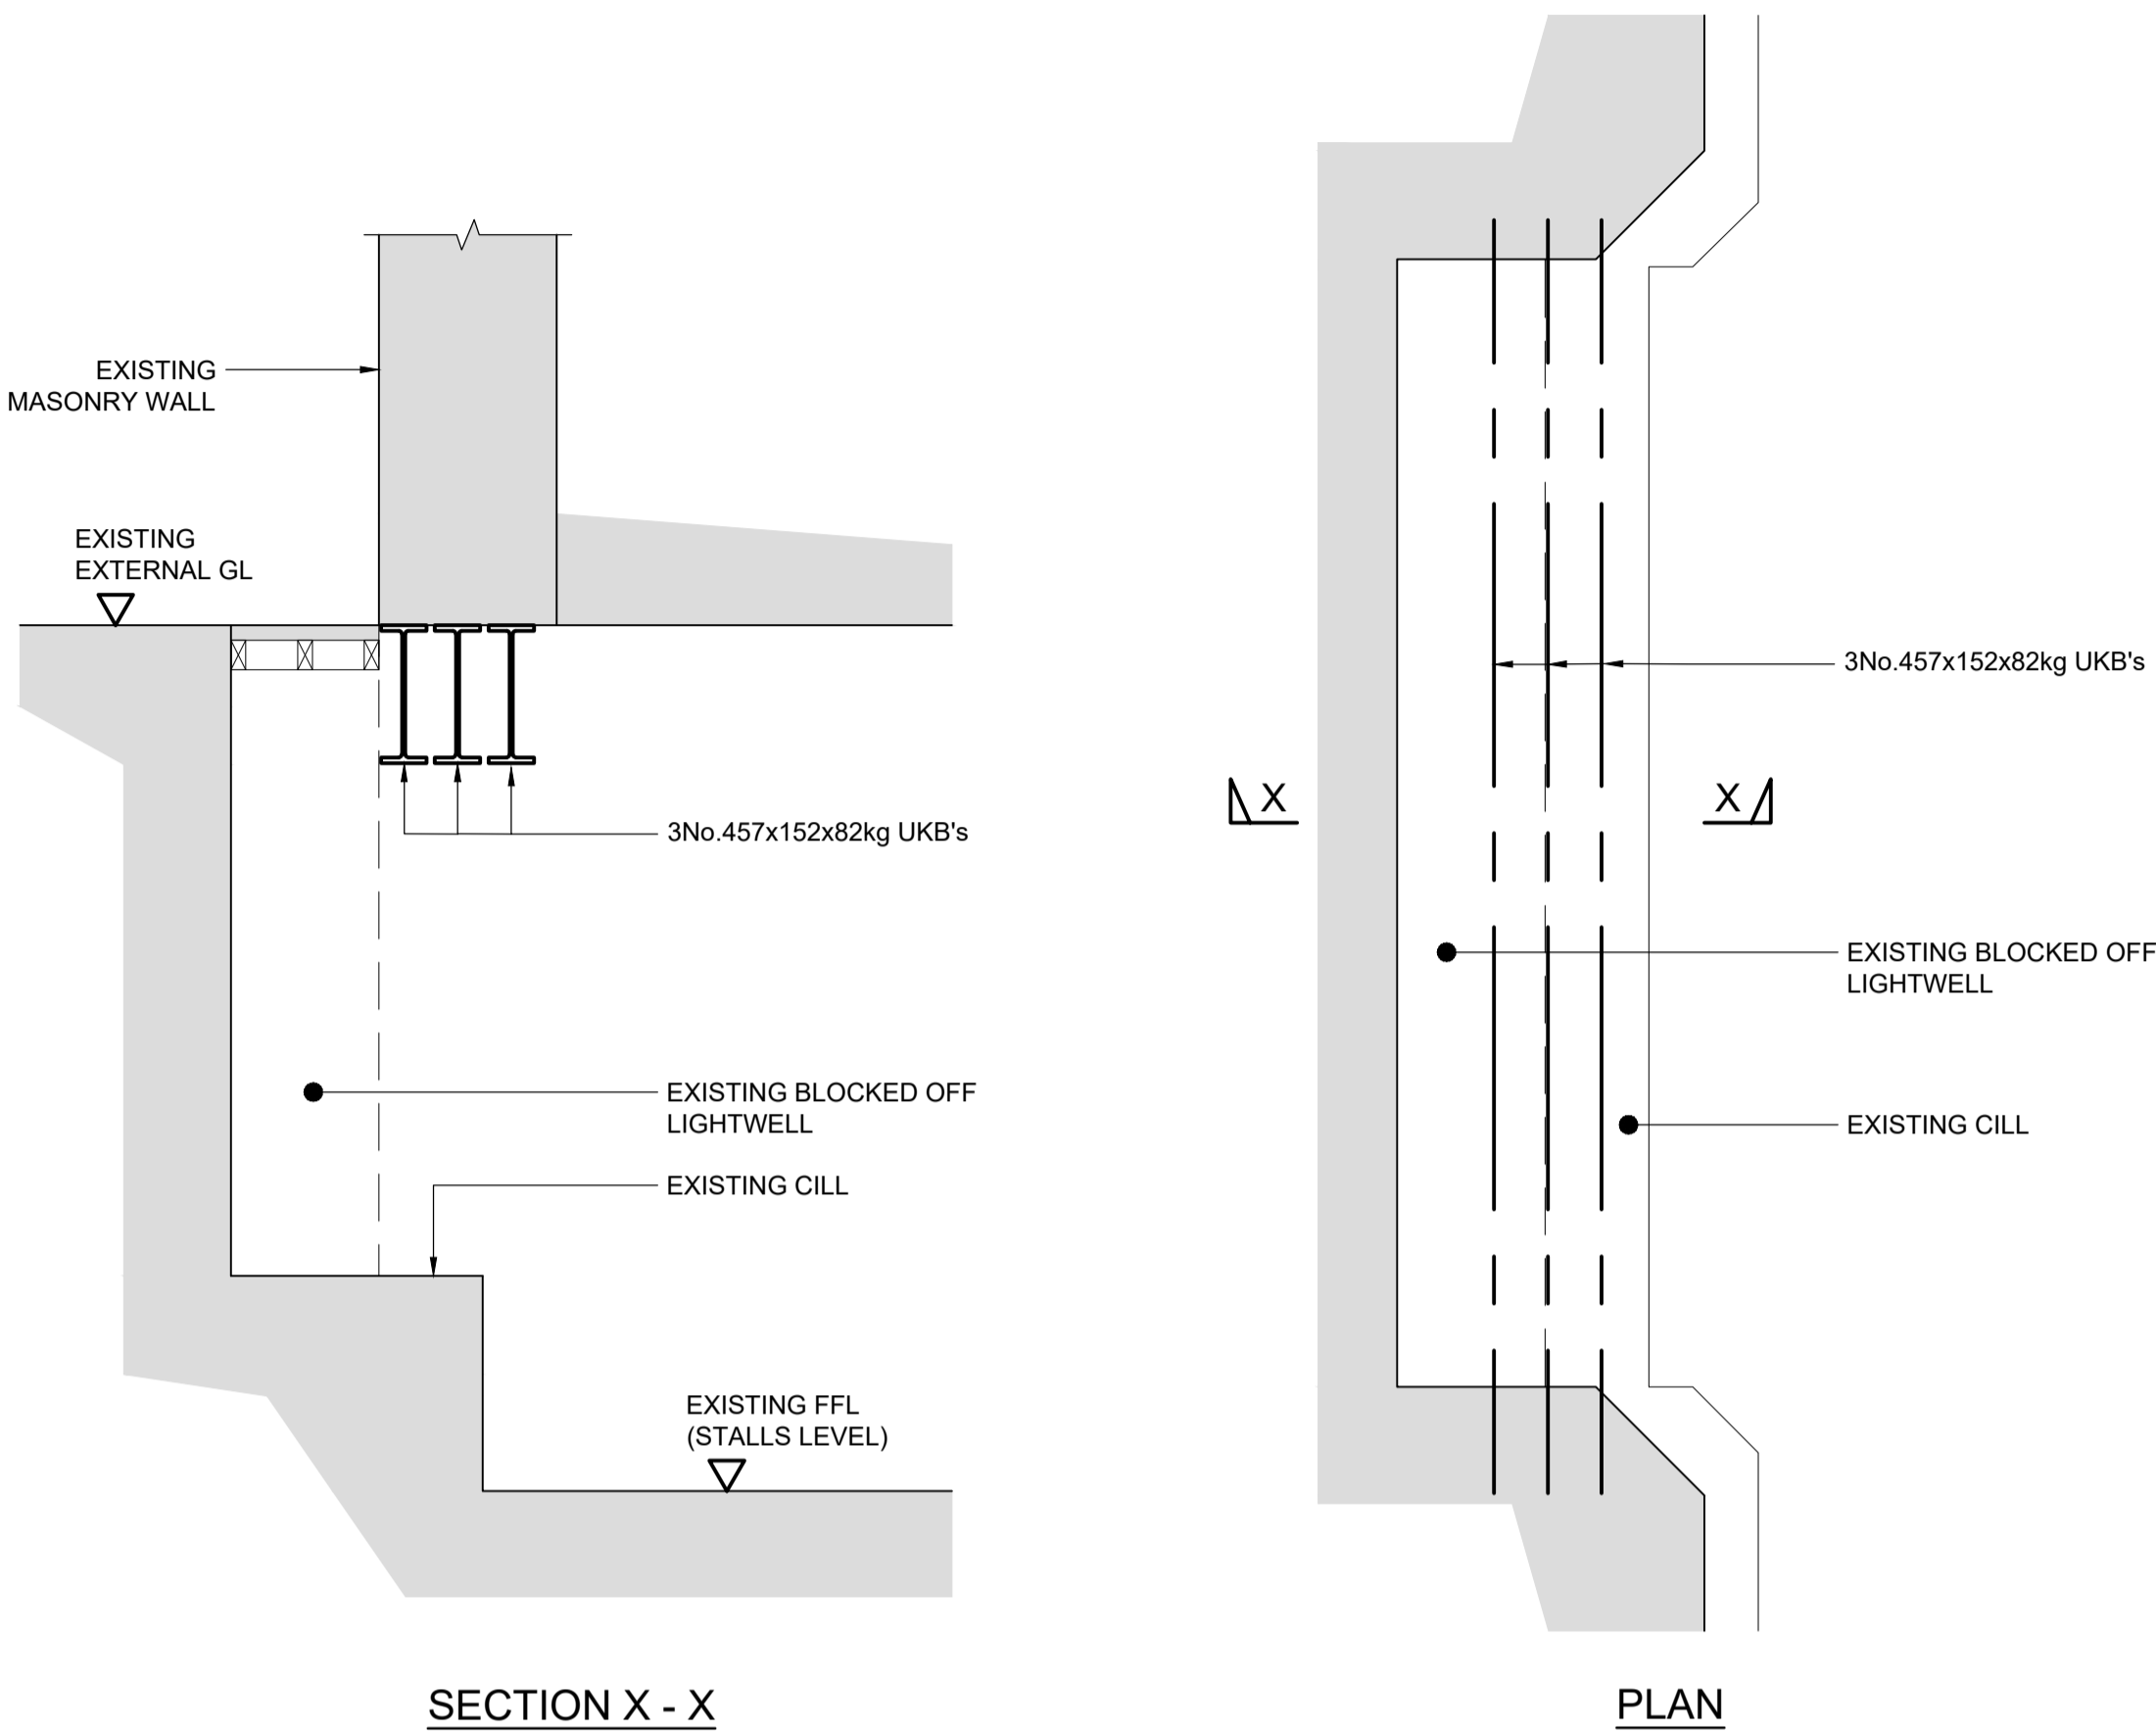 EXISTING
MASONRY WALL
EXISTING
EXTERNAL GL
3No.457x152x82kg UKB's
EXISTING BLOCKED OFF
LIGHTWELL
EXISTING CILL
EXISTING FFL
(STALLS LEVEL)
SECTION X - X
3No.457x152x82kg UKB's
X
X
EXISTING BLOCKED OFF
LIGHTWELL
EXISTING CILL
PLAN